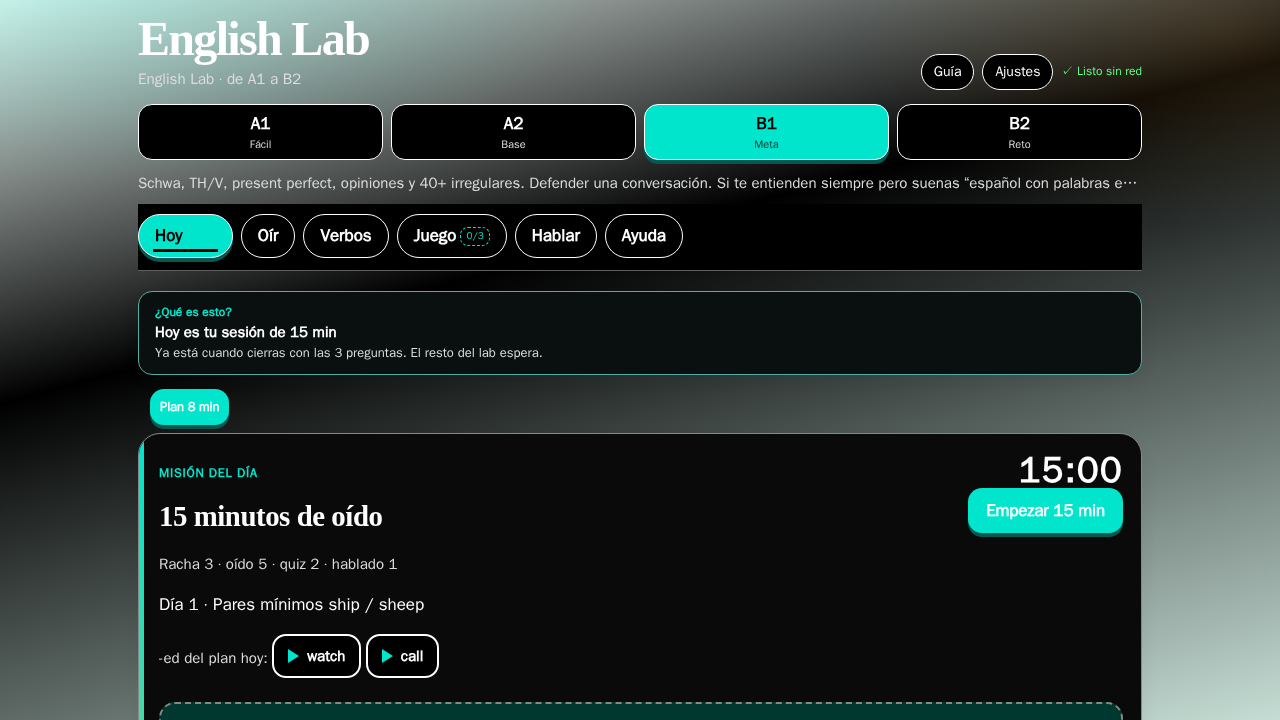 English Lab
English Lab · de A1 a B2
Guía
Ajustes
✓ Listo sin red
A1
Fácil
A2
Base
B1
Meta
B2
Reto
Schwa, TH/V, present perfect, opiniones y 40+ irregulares. Defender una conversación. Si te entienden siempre pero suenas “español con palabras e···
Hoy
Oír
Verbos
Juego 0/3
Hablar
Ayuda
¿Qué es esto?
Hoy es tu sesión de 15 min
Ya está cuando cierras con las 3 preguntas. El resto del lab espera.
Plan 8 min
MISIÓN DEL DÍA
15:00
Empezar 15 min
15 minutos de oído
Racha 3 · oído 5 · quiz 2 · hablado 1
Día 1 · Pares mínimos ship / sheep
-ed del plan hoy: watch call